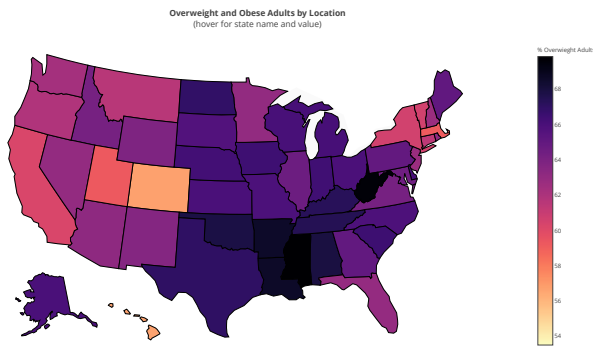 Overweight and Obese Adults by Location
(hover for state name and value)
% Overwieght Adult
68
66
64
62
60
58
56
54